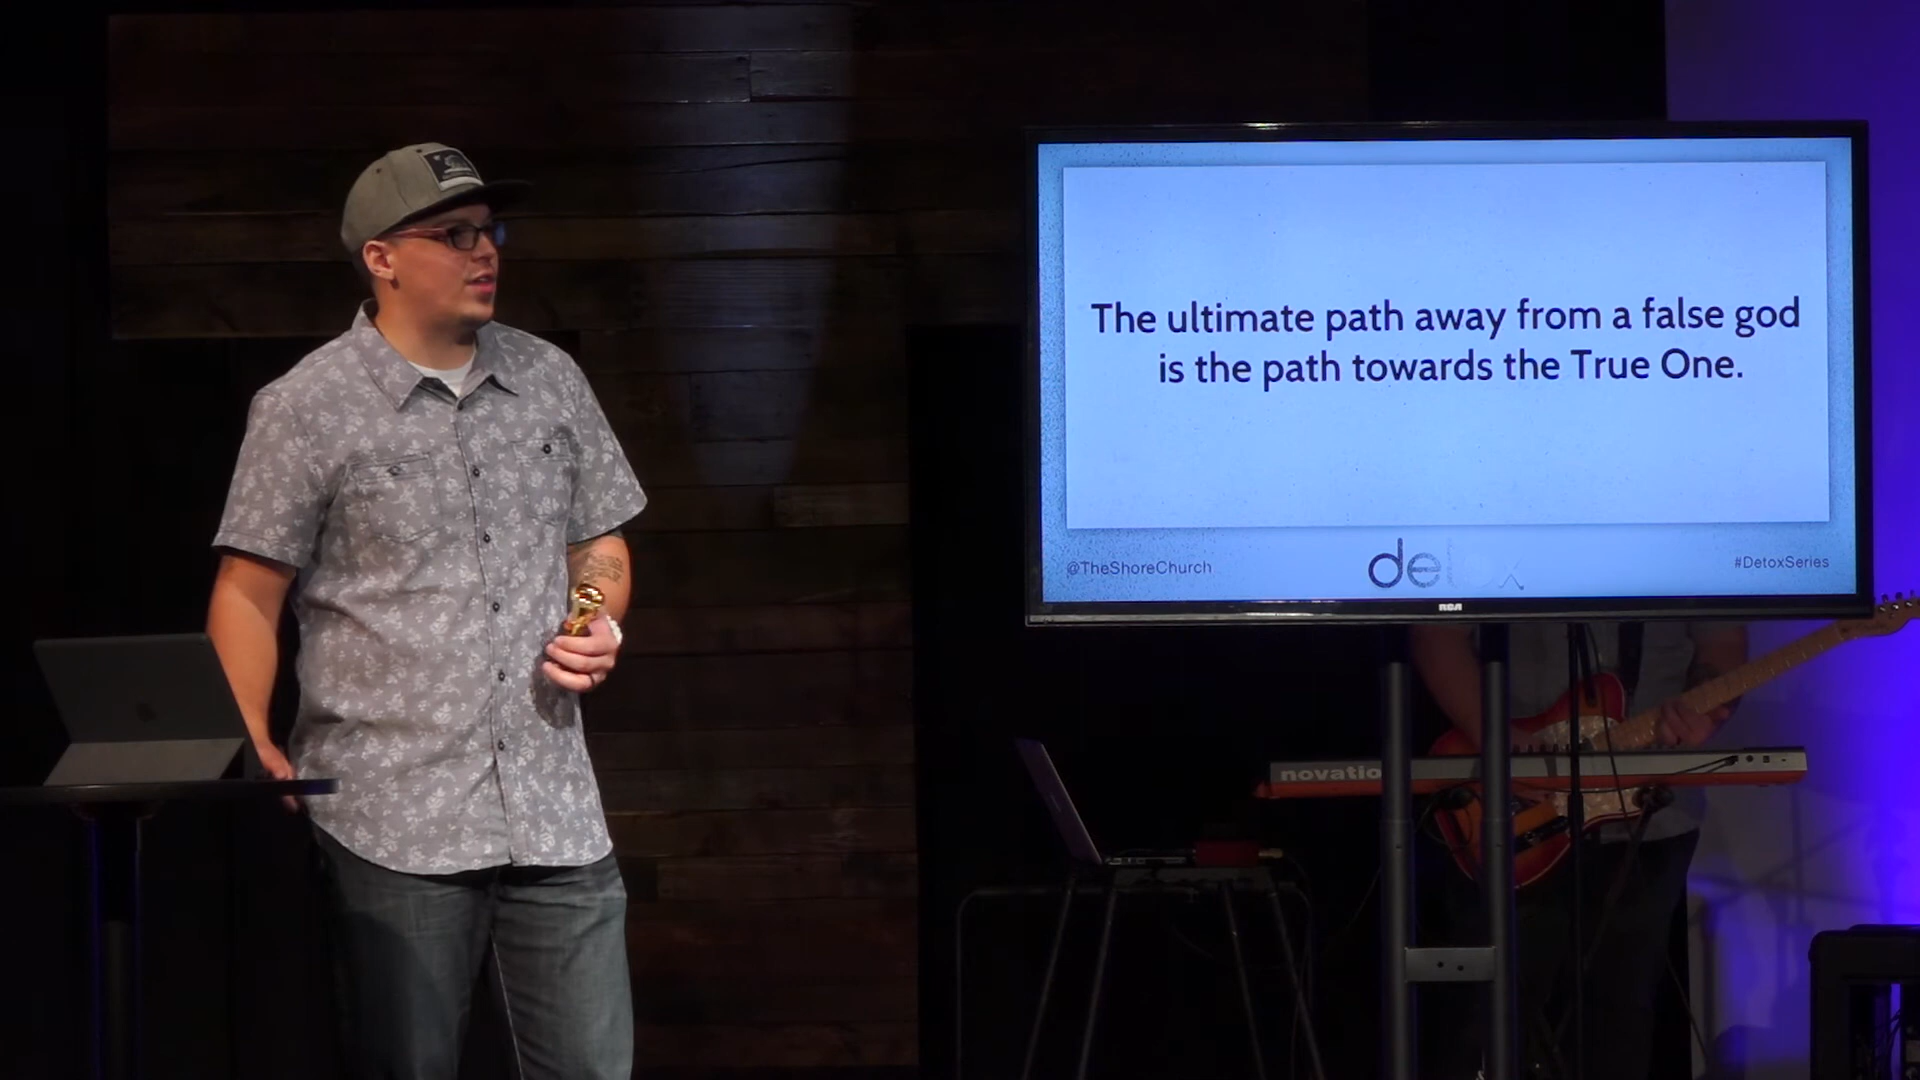 The ultimate path away from a false god
is the path towards the True One.
@TheShoreChurch
#DetoxSeries
RCA
novatio